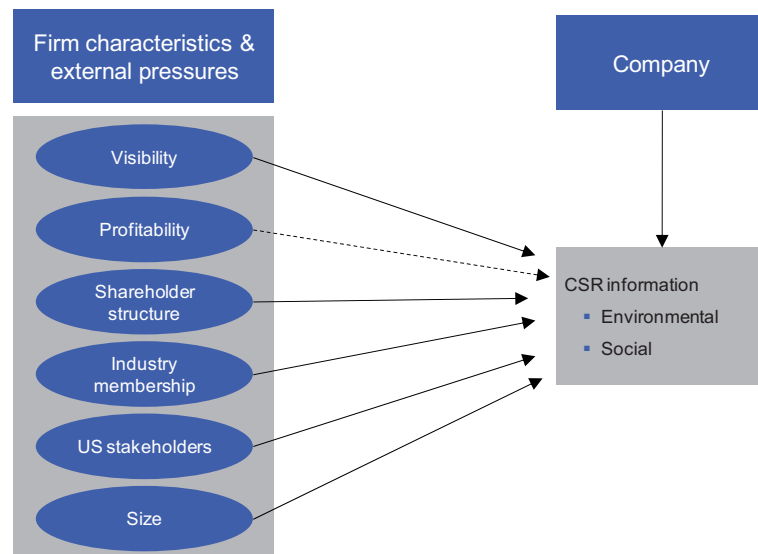 Firm characteristics &
external pressures
Company
Visibility
Profitability
Shareholder
structure
Industry
membership
US stakeholders
Size
CSR information
▪ Environmental
▪ Social